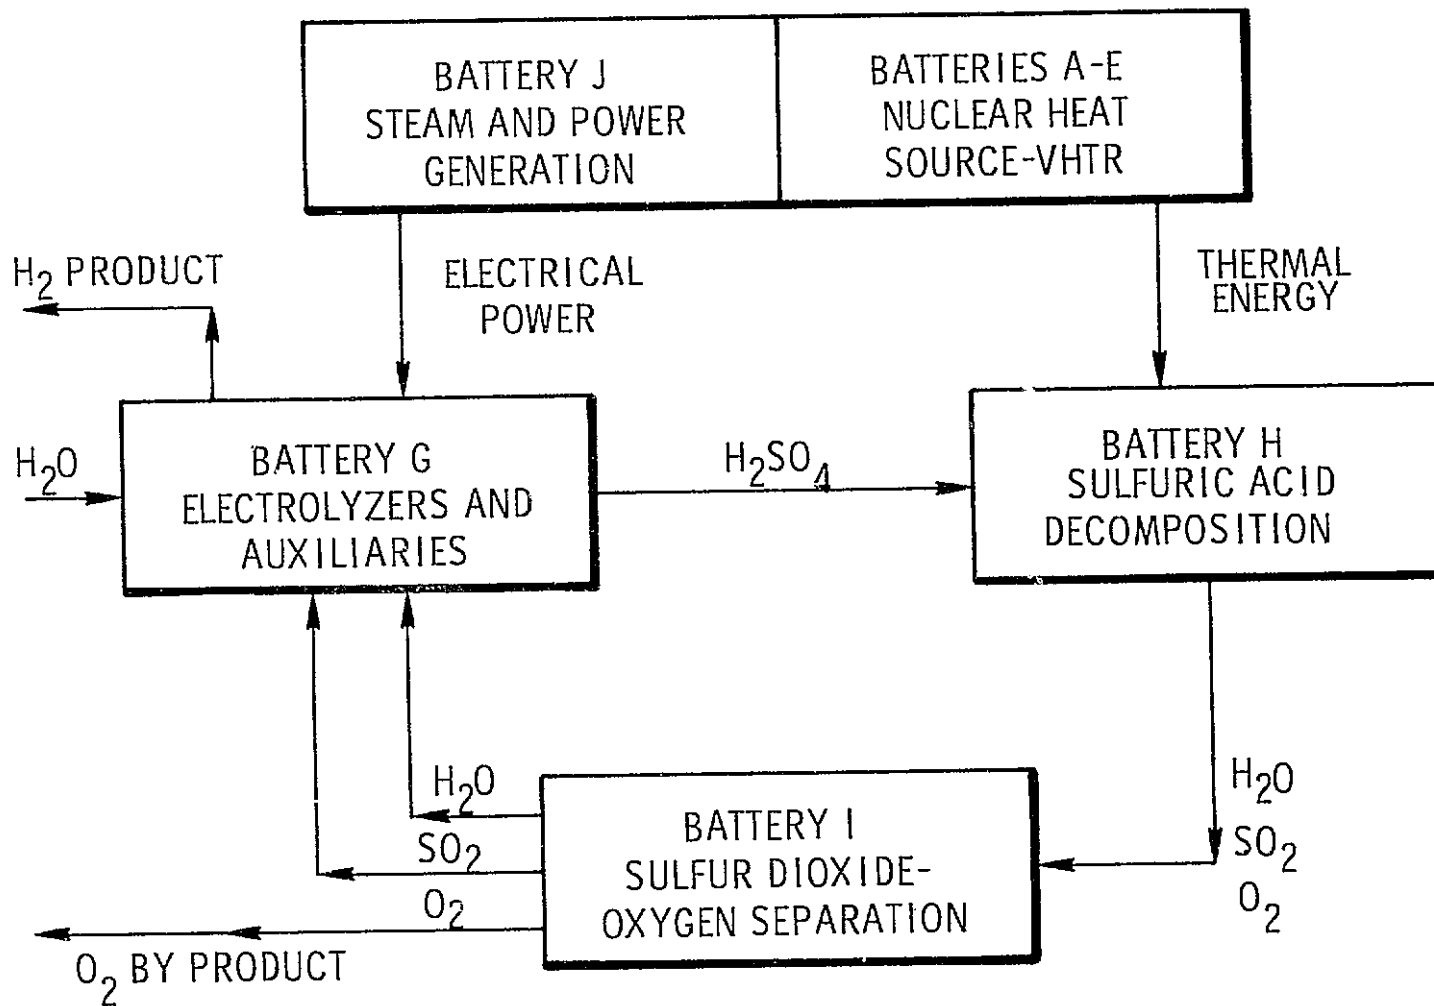 BATTERY J
STEAM AND POWER
GENERATION
BATTERIES A-E
NUCLEAR HEAT
SOURCE-VHTR
H2 PRODUCT
ELECTRICAL
POWER
THERMAL
ENERGY
H2O
BATTERY G
ELECTROLYZERS AND
AUXILIARIES
H2SO4
BATTERY H
SULFURIC ACID
DECOMPOSITION
H2O
SO2
O2
BATTERY I
SULFUR DIOXIDE-
OXYGEN SEPARATION
H2O
SO2
O2
O2 BY PRODUCT